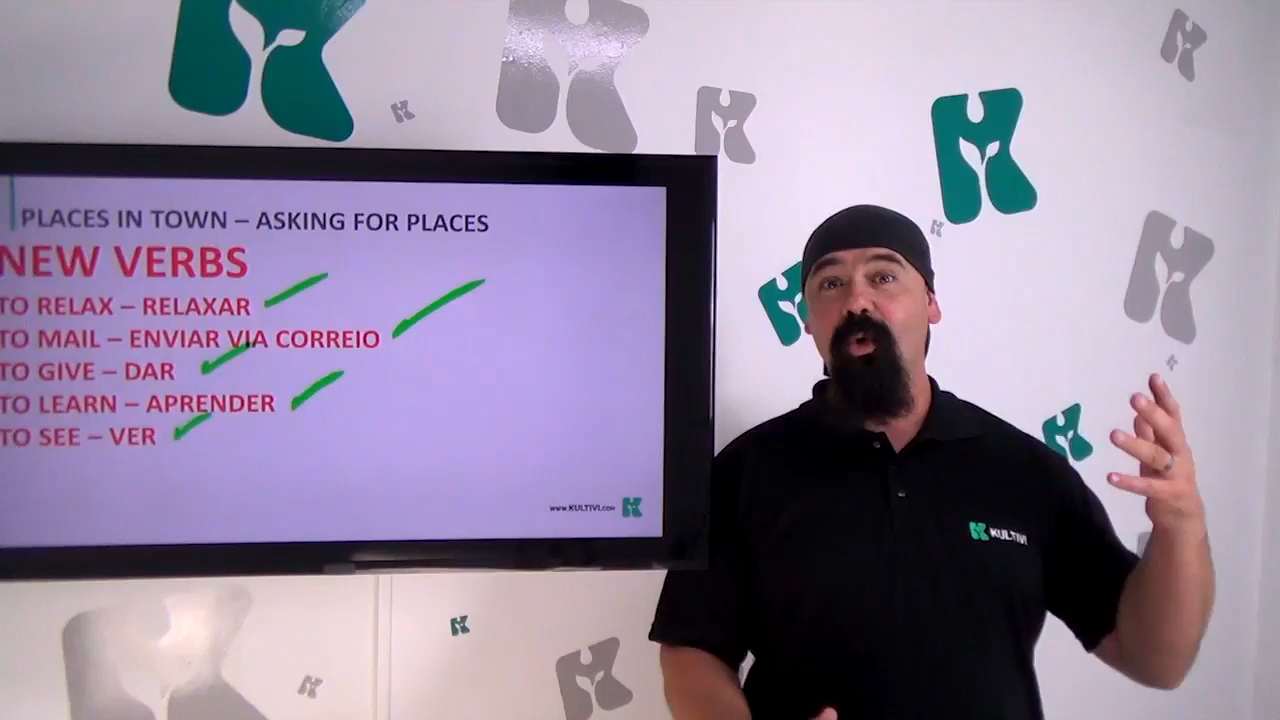 PLACES IN TOWN – ASKING FOR PLACES
NEW VERBS
TO RELAX – RELAXAR
TO MAIL – ENVIAR VIA CORREIO
TO GIVE – DAR
TO LEARN – APRENDER
TO SEE – VER
WWW.KULTIVI.COM
KULTIVI